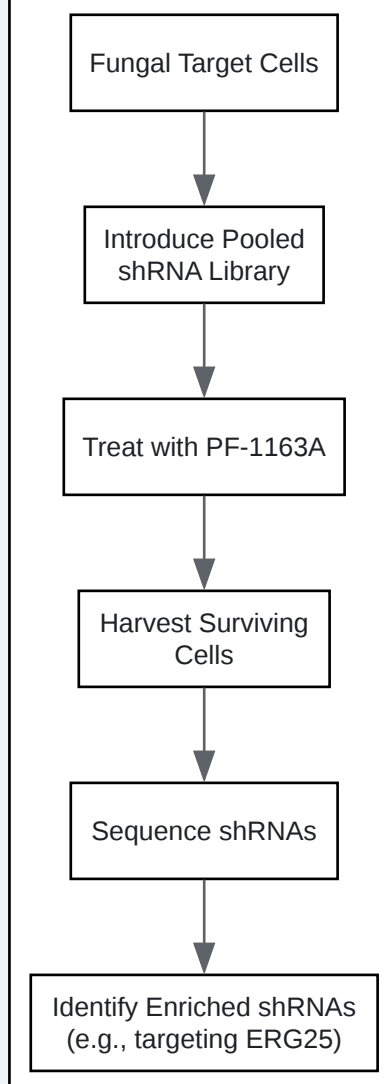 Fungal Target Cells
Introduce Pooled
shRNA Library
Treat with PF-1163A
Harvest Surviving
Cells
Sequence shRNAs
Identify Enriched shRNAs
(e.g., targeting ERG25)